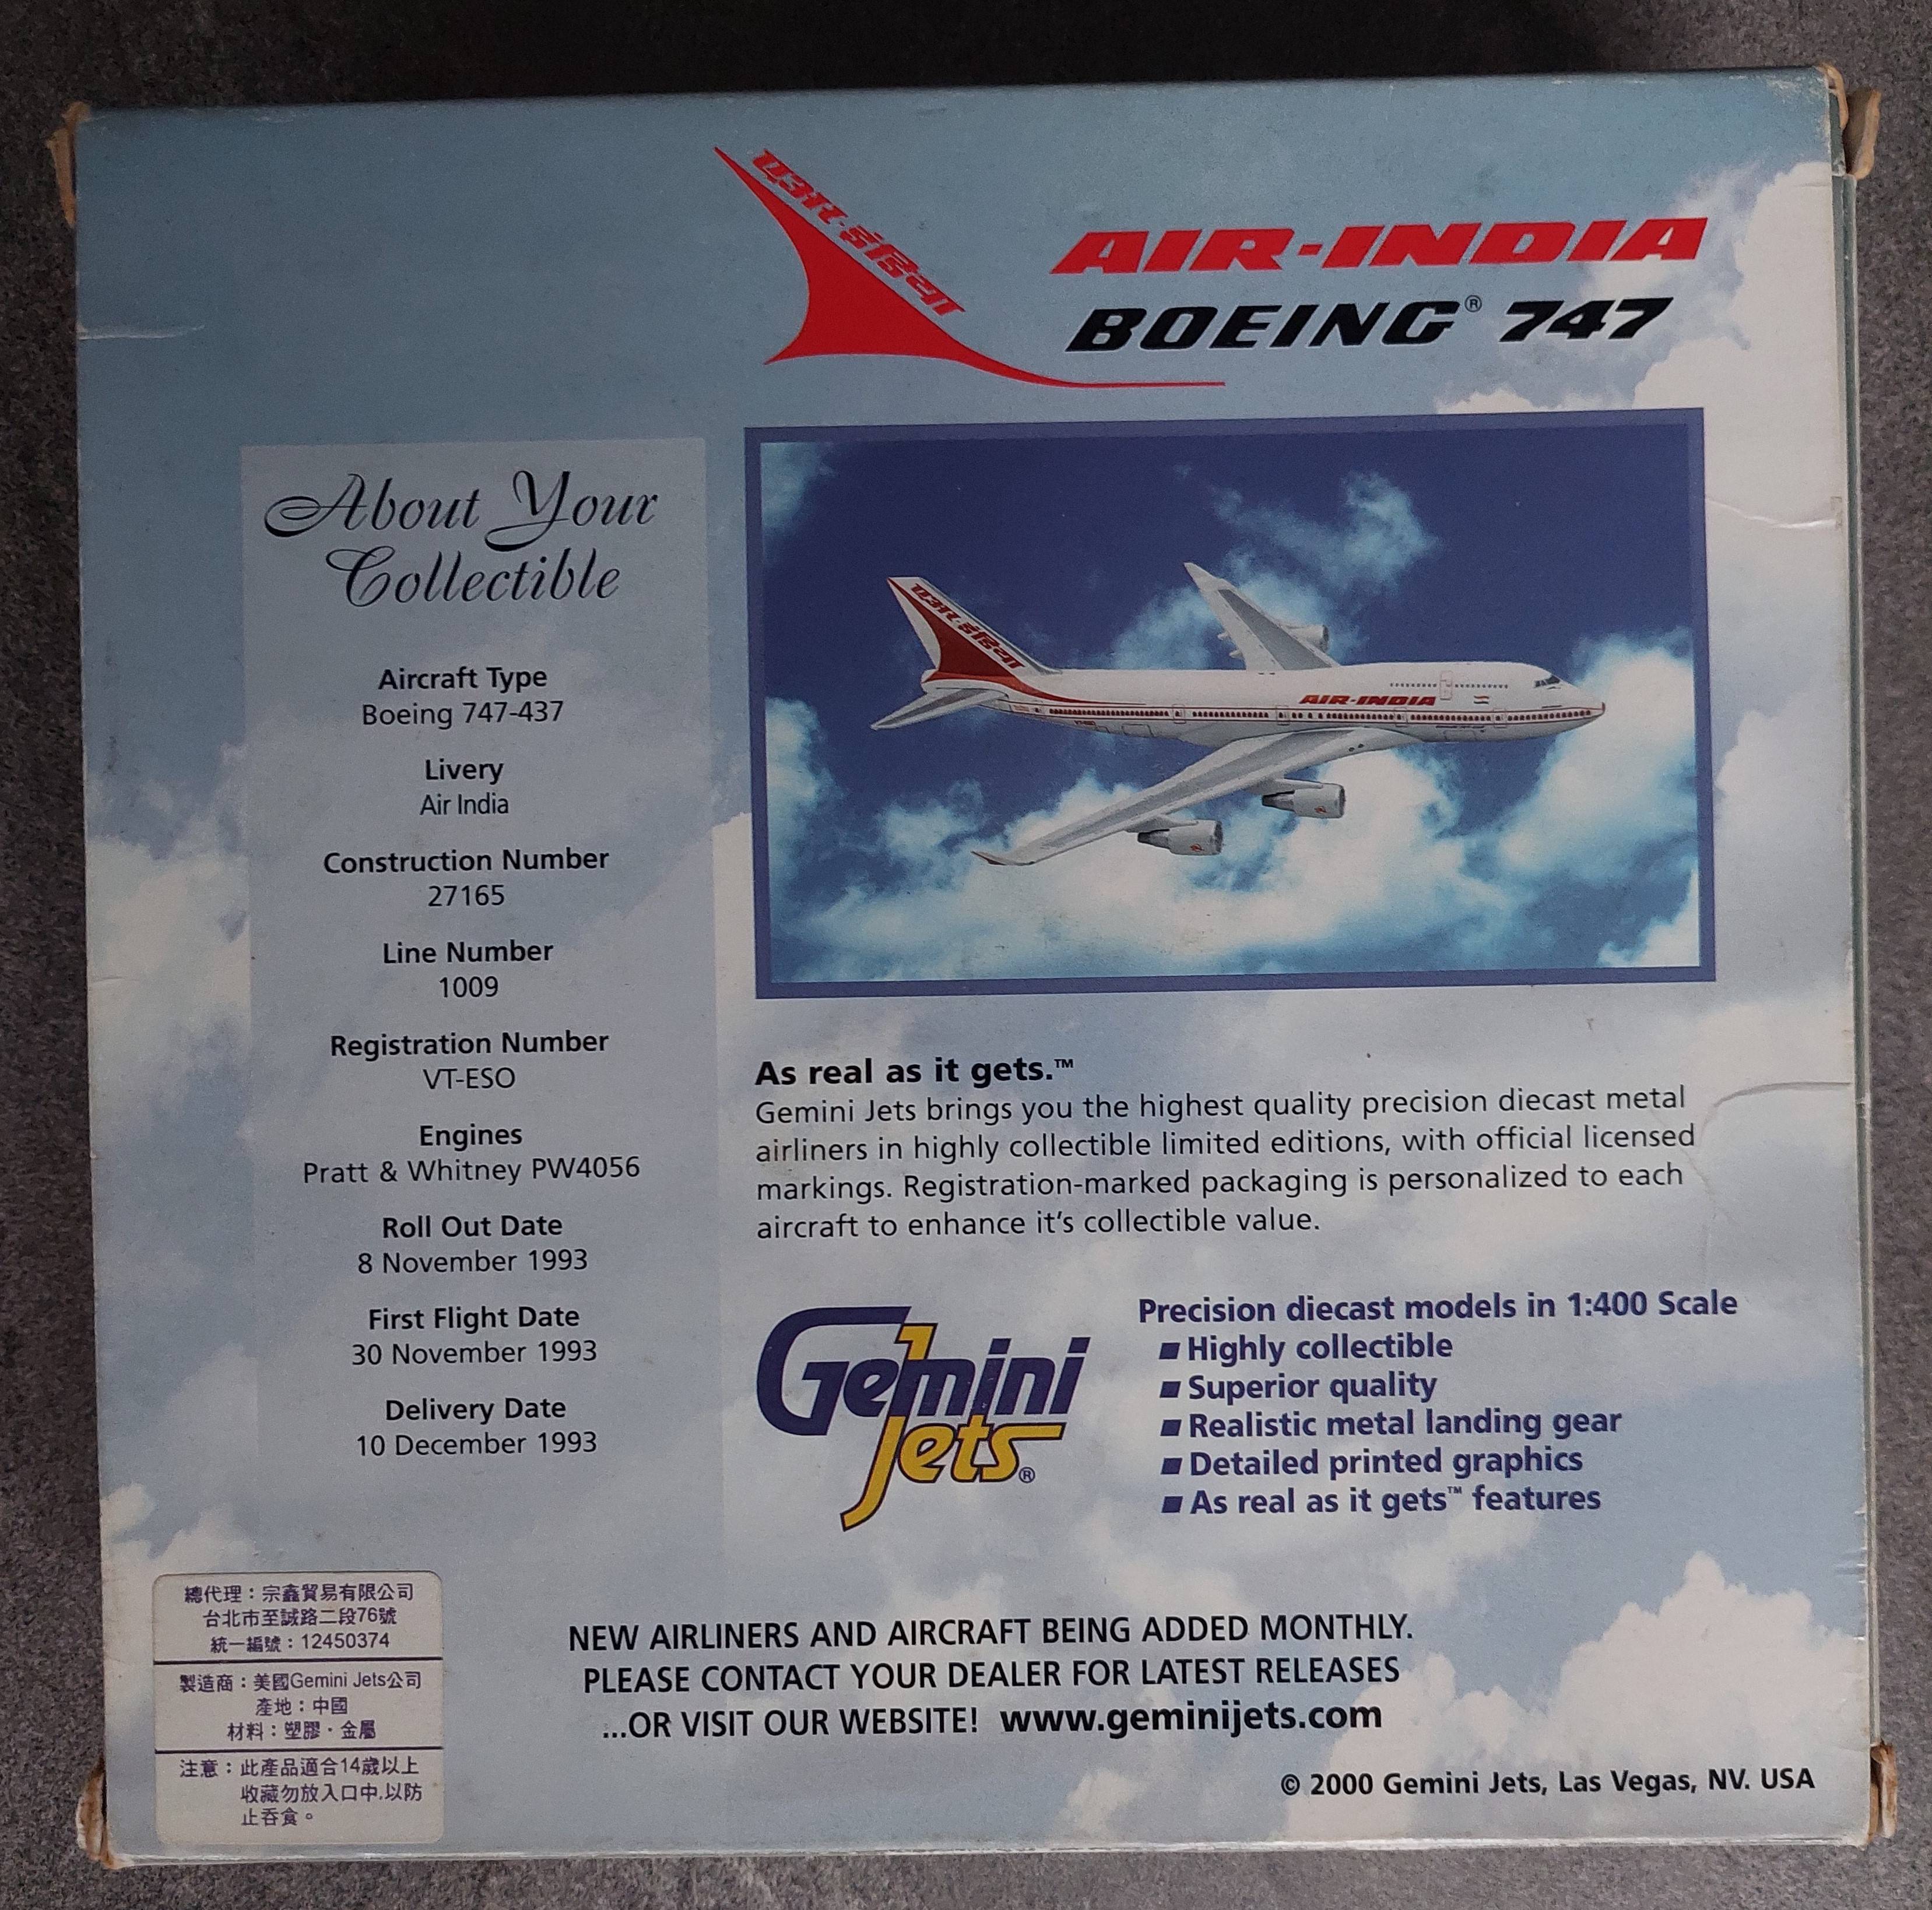 एअर-इंडिया
AIR-INDIA
BOEING® 747
About Your
Collectible
Aircraft Type
Boeing 747-437
Livery
Air India
Construction Number
27165
Line Number
1009
Registration Number
VT-ESO
Engines
Pratt & Whitney PW4056
Roll Out Date
8 November 1993
First Flight Date
30 November 1993
Delivery Date
10 December 1993
एअर-इंडिया
AIR-INDIA
As real as it gets.™
Gemini Jets brings you the highest quality precision diecast metal
airliners in highly collectible limited editions, with official licensed
markings. Registration-marked packaging is personalized to each
aircraft to enhance it's collectible value.
Gemini
Jets®
Precision diecast models in 1:400 Scale
■ Highly collectible
■ Superior quality
■ Realistic metal landing gear
■ Detailed printed graphics
■ As real as it gets™ features
總代理：宗鑫貿易有限公司
台北市至誠路二段76號
統一編號：12450374
製造商：美國Gemini Jets公司
產地：中國
材料：塑膠·金屬
注意：此產品適合14歲以上
收藏勿放入口中,以防
止吞食。
NEW AIRLINERS AND AIRCRAFT BEING ADDED MONTHLY.
PLEASE CONTACT YOUR DEALER FOR LATEST RELEASES
...OR VISIT OUR WEBSITE! www.geminijets.com
© 2000 Gemini Jets, Las Vegas, NV. USA